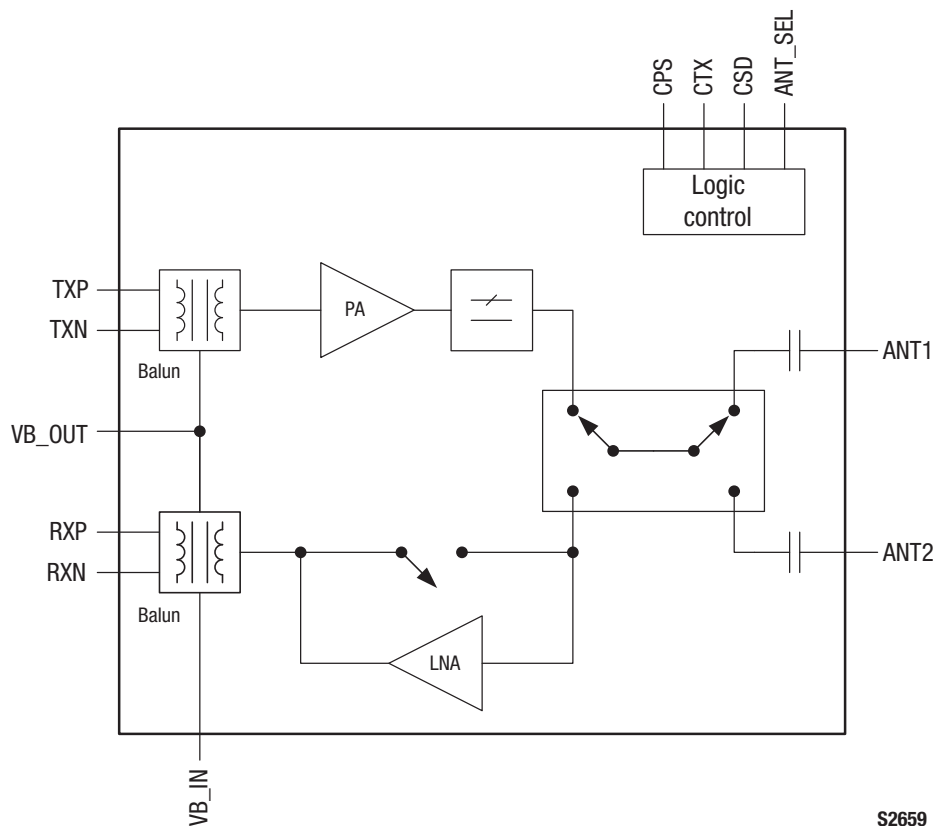 CPS
CTX
CSD
ANT_SEL
Logic
control
TXP
TXN
Balun
PA
ANT1
VB_OUT
RXP
RXN
Balun
LNA
ANT2
VB_IN
S2659